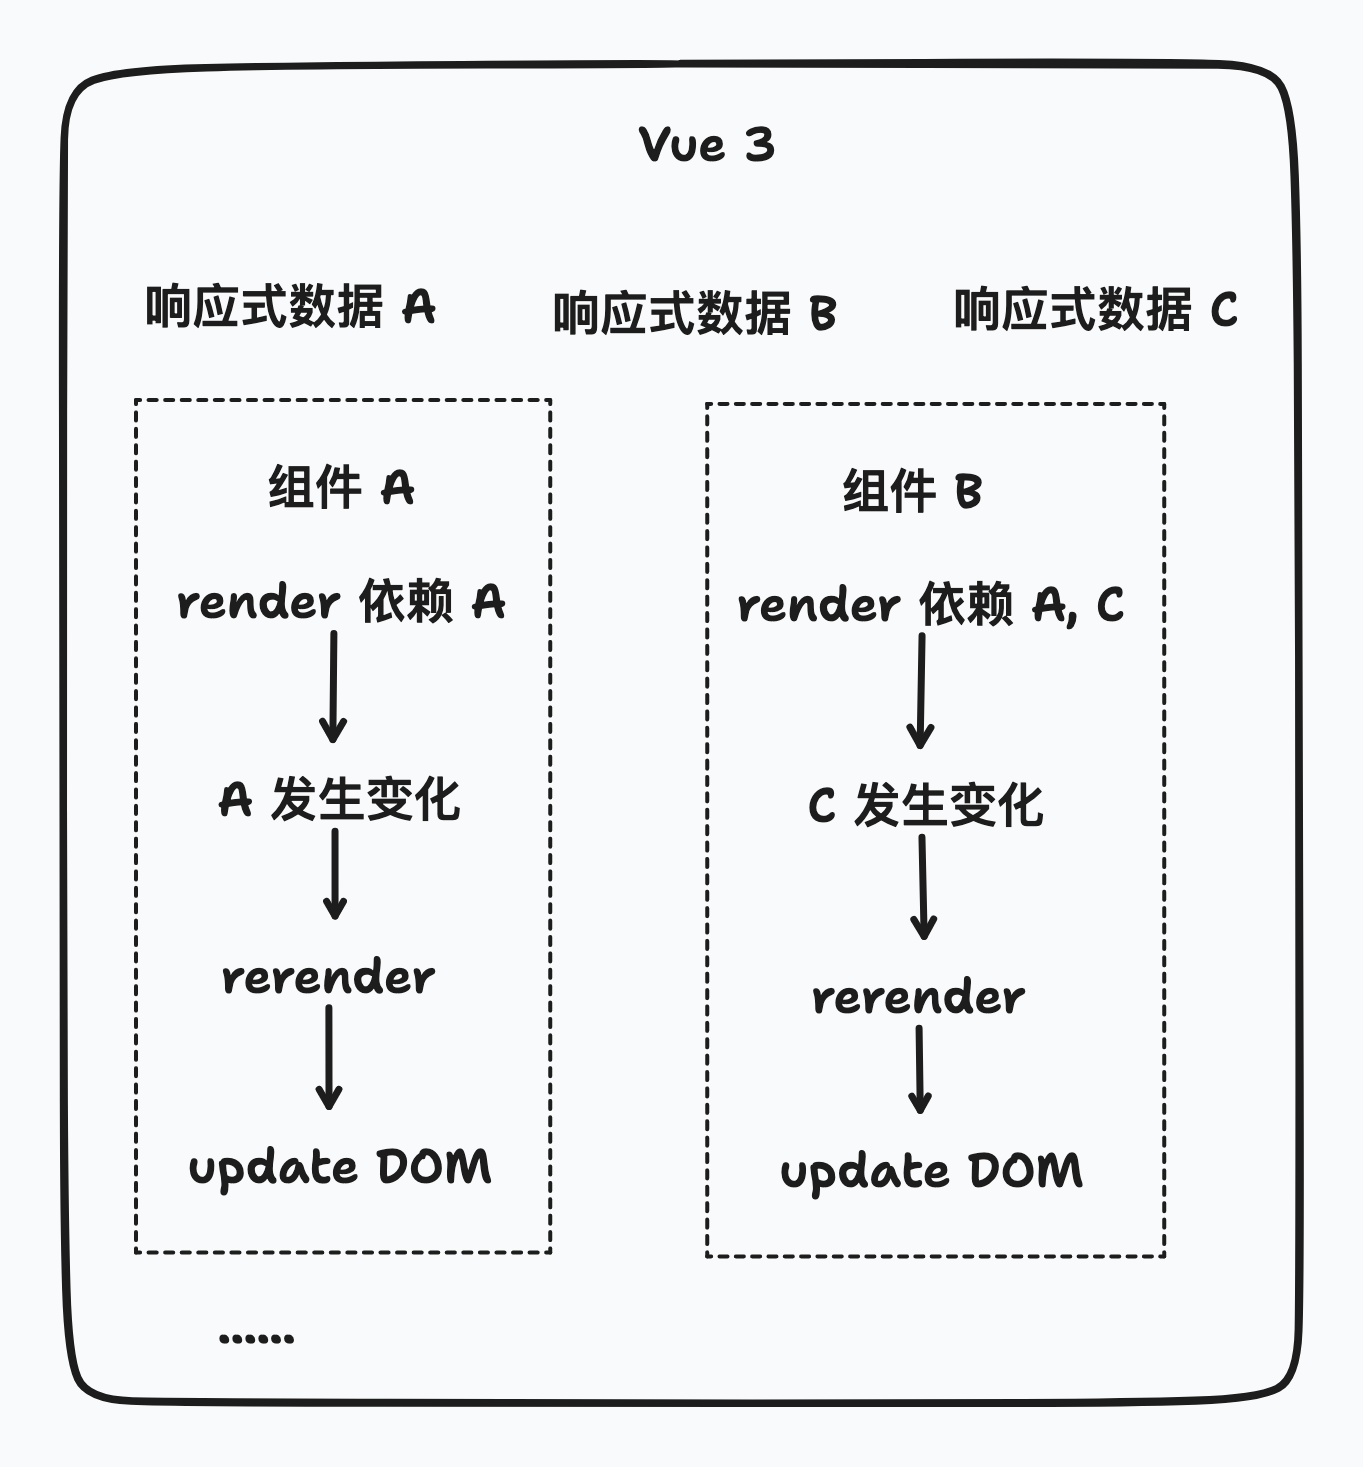 Vue 3
响应式数据 A
响应式数据 B
响应式数据 C
组件 A
render 依赖 A
A 发生变化
rerender
update DOM
组件 B
render 依赖 A, C
C 发生变化
rerender
update DOM
……